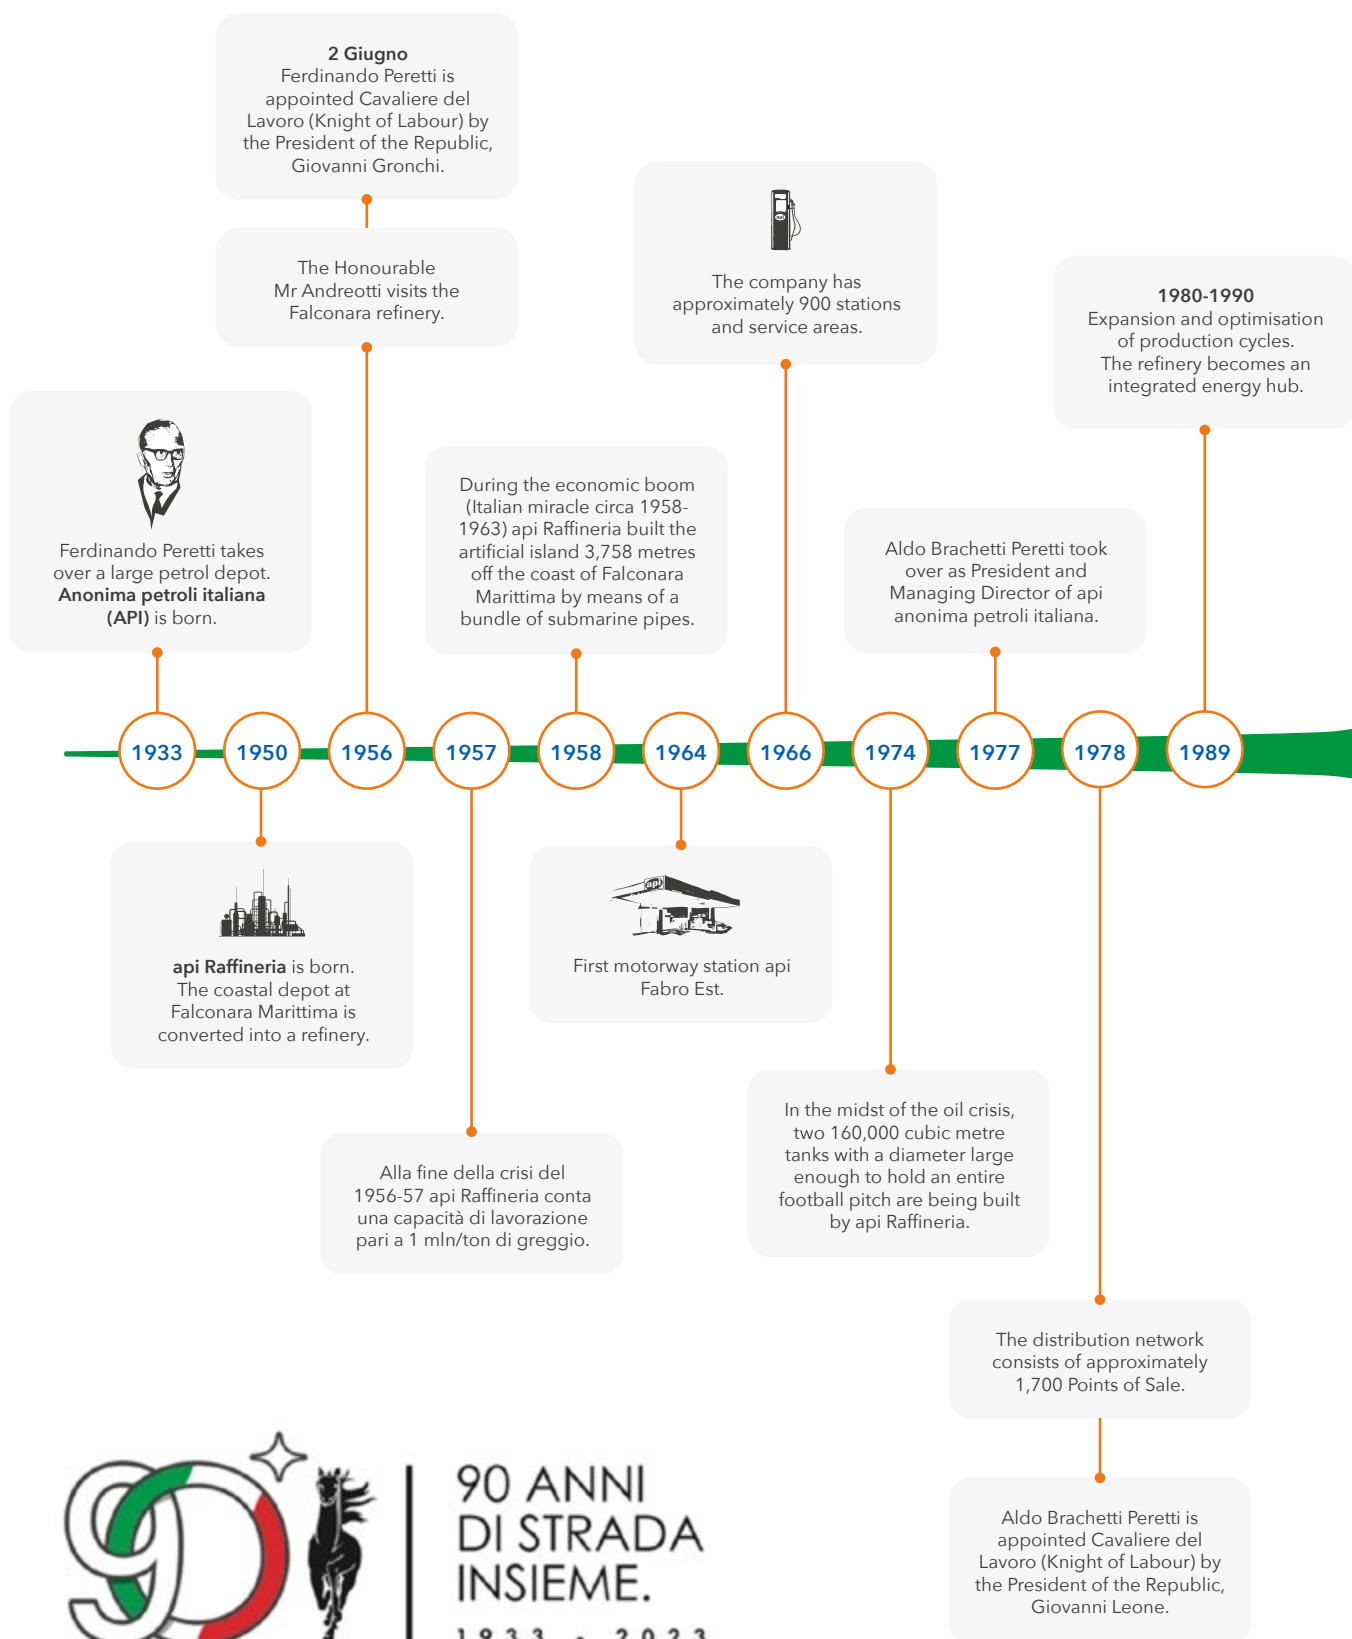 2 Giugno
Ferdinando Peretti is
appointed Cavaliere del
Lavoro (Knight of Labour) by
the President of the Republic,
Giovanni Gronchi.
The Honourable
Mr Andreotti visits the
Falconara refinery.
api
The company has
approximately 900 stations
and service areas.
1980-1990
Expansion and optimisation
of production cycles.
The refinery becomes an
integrated energy hub.
Ferdinando Peretti takes
over a large petrol depot.
Anonima petroli italiana
(API) is born.
During the economic boom
(Italian miracle circa 1958-
1963) api Raffineria built the
artificial island 3,758 metres
off the coast of Falconara
Marittima by means of a
bundle of submarine pipes.
Aldo Brachetti Peretti took
over as President and
Managing Director of api
anonima petroli italiana.
1933 1950 1956 1957 1958 1964 1966 1974 1977 1978 1989
api Raffineria is born.
The coastal depot at
Falconara Marittima is
converted into a refinery.
api
First motorway station api
Fabro Est.
Alla fine della crisi del
1956-57 api Raffineria conta
una capacità di lavorazione
pari a 1 mln/ton di greggio.
In the midst of the oil crisis,
two 160,000 cubic metre
tanks with a diameter large
enough to hold an entire
football pitch are being built
by api Raffineria.
The distribution network
consists of approximately
1,700 Points of Sale.
Aldo Brachetti Peretti is
appointed Cavaliere del
Lavoro (Knight of Labour) by
the President of the Republic,
Giovanni Leone.
90
90 ANNI
DI STRADA
INSIEME.
1933 - 2023